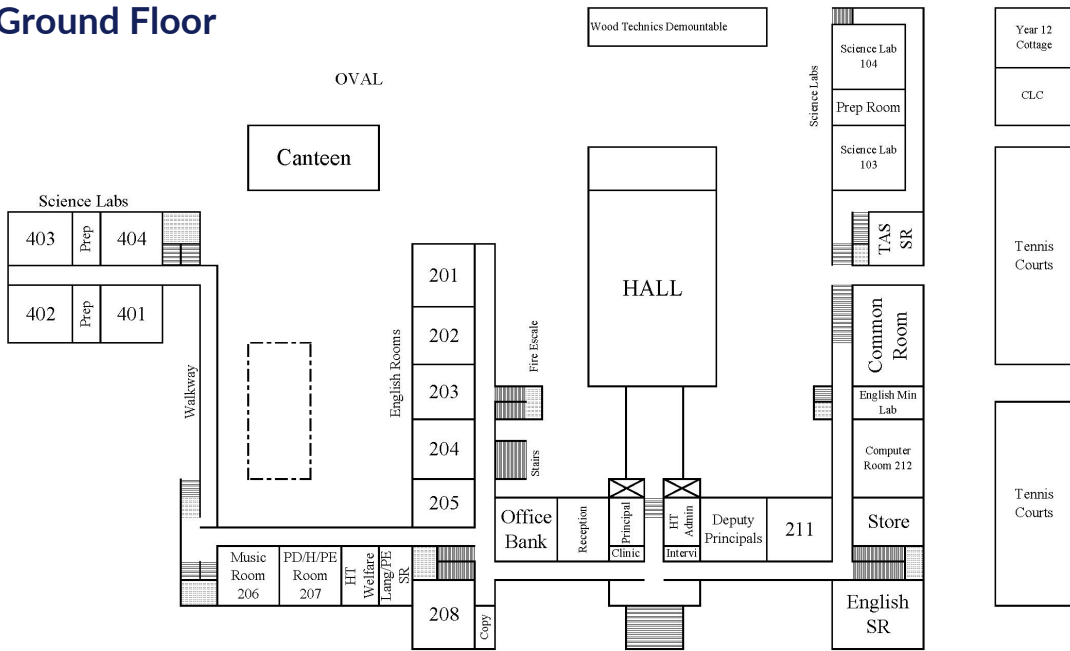 Ground Floor
Wood Technics Demountable
Science Lab
104
Year 12
Cottage
OVAL
Science Labs
CLC
Prep Room
Canteen
Science Lab
103
Science Labs
403
Prep
404
TAS
SR
Tennis
Courts
201
HALL
402
Prep
401
202
Fire Escale
Common
Room
English Rooms
Walkway
203
English Min
Lab
204
Stairs
Computer
Room 212
205
Office
Bank
Reception
Principal
HT
Admin
Deputy
Principals
211
Store
Tennis
Courts
Clinic
Intervi
Music
Room
206
PD/H/PE
Room
207
HT
Welfare
Lang/PE
SR
208
Copy
English
SR